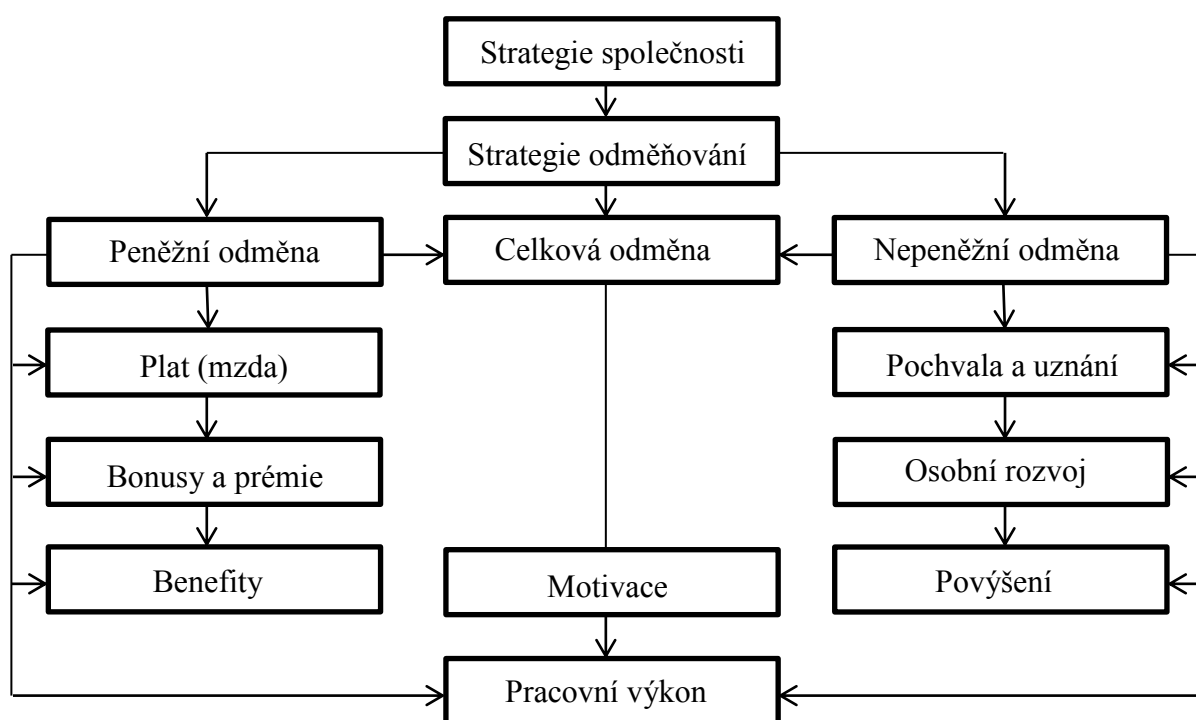 Strategie společnosti
Strategie odměňování
Peněžní odměna
Celková odměna
Nepeněžní odměna
Plat (mzda)
Pochvala a uznání
Bonusy a prémie
Osobní rozvoj
Benefity
Motivace
Povýšení
Pracovní výkon